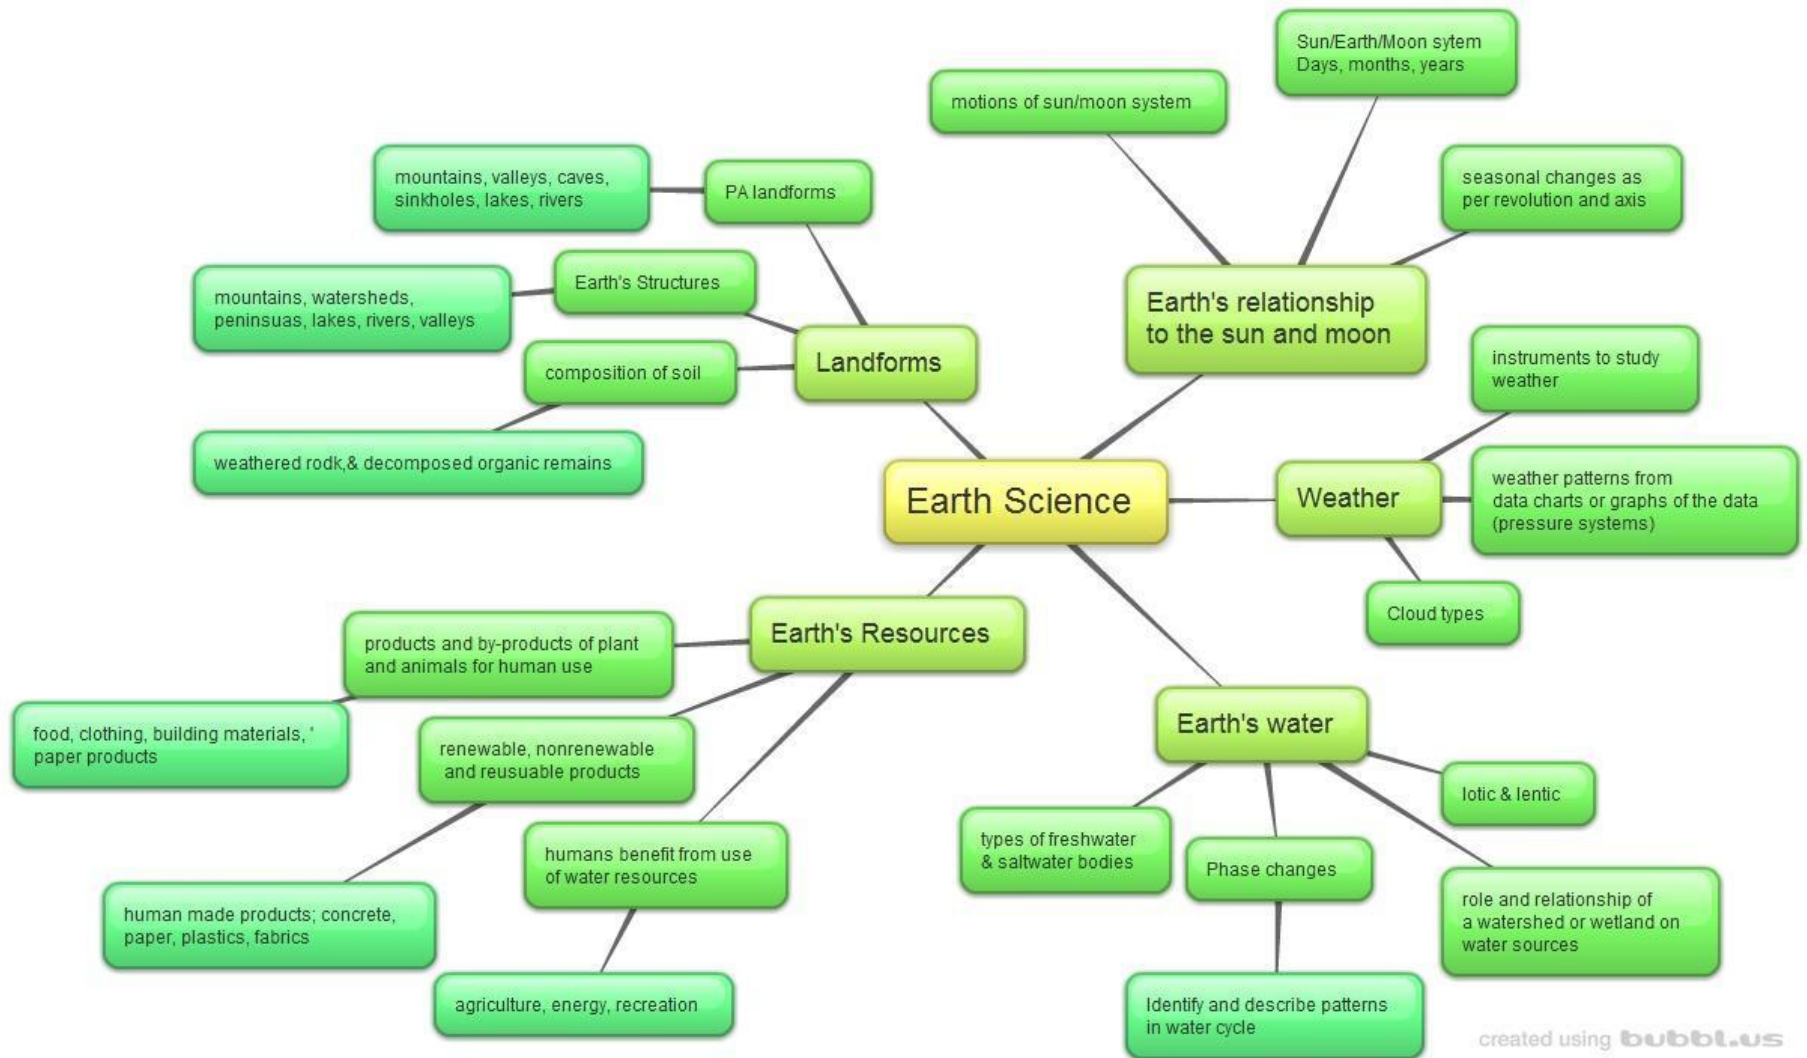 Sun/Earth/Moon sytem
Days, months, years
motions of sun/moon system
seasonal changes as
per revolution and axis
mountains, valleys, caves,
sinkholes, lakes, rivers
PA landforms
Earth's Structures
mountains, watersheds,
peninsuas, lakes, rivers, valleys
Earth's relationship
to the sun and moon
Landforms
composition of soil
weathered rodk,& decomposed organic remains
instruments to study
weather
Earth Science
Weather
weather patterns from
data charts or graphs of the data
(pressure systems)
Cloud types
Earth's Resources
products and by-products of plant
and animals for human use
food, clothing, building materials, '
paper products
renewable, nonrenewable
and reusuable products
humans benefit from use
of water resources
human made products; concrete,
paper, plastics, fabrics
agriculture, energy, recreation
Earth's water
lotic & lentic
types of freshwater
& saltwater bodies
Phase changes
role and relationship of
a watershed or wetland on
water sources
Identify and describe patterns
in water cycle
created using bubbl.us